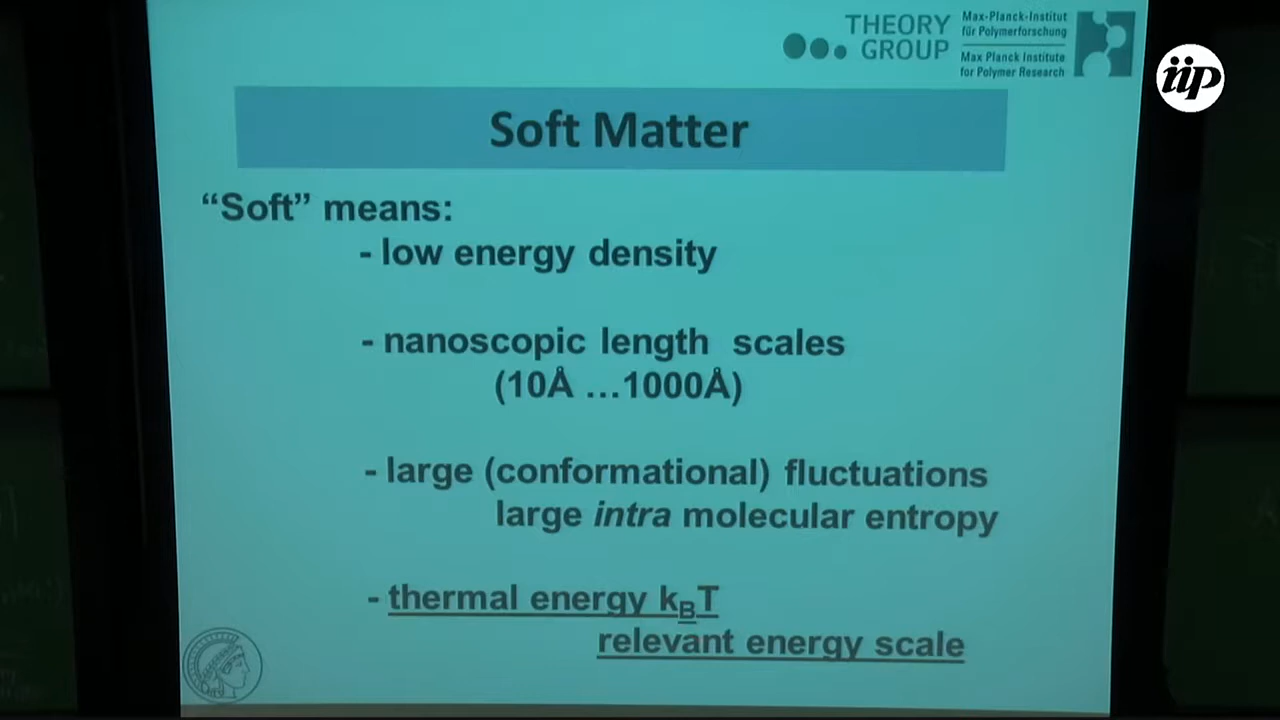 THEORY
GROUP
Max-Planck-Institut
für Polymerforschung
Max Planck Institute
for Polymer Research
iip
Soft Matter
“Soft” means:
- low energy density
- nanoscopic length scales
(10Å …1000Å)
- large (conformational) fluctuations
large intra molecular entropy
- thermal energy kBT
relevant energy scale